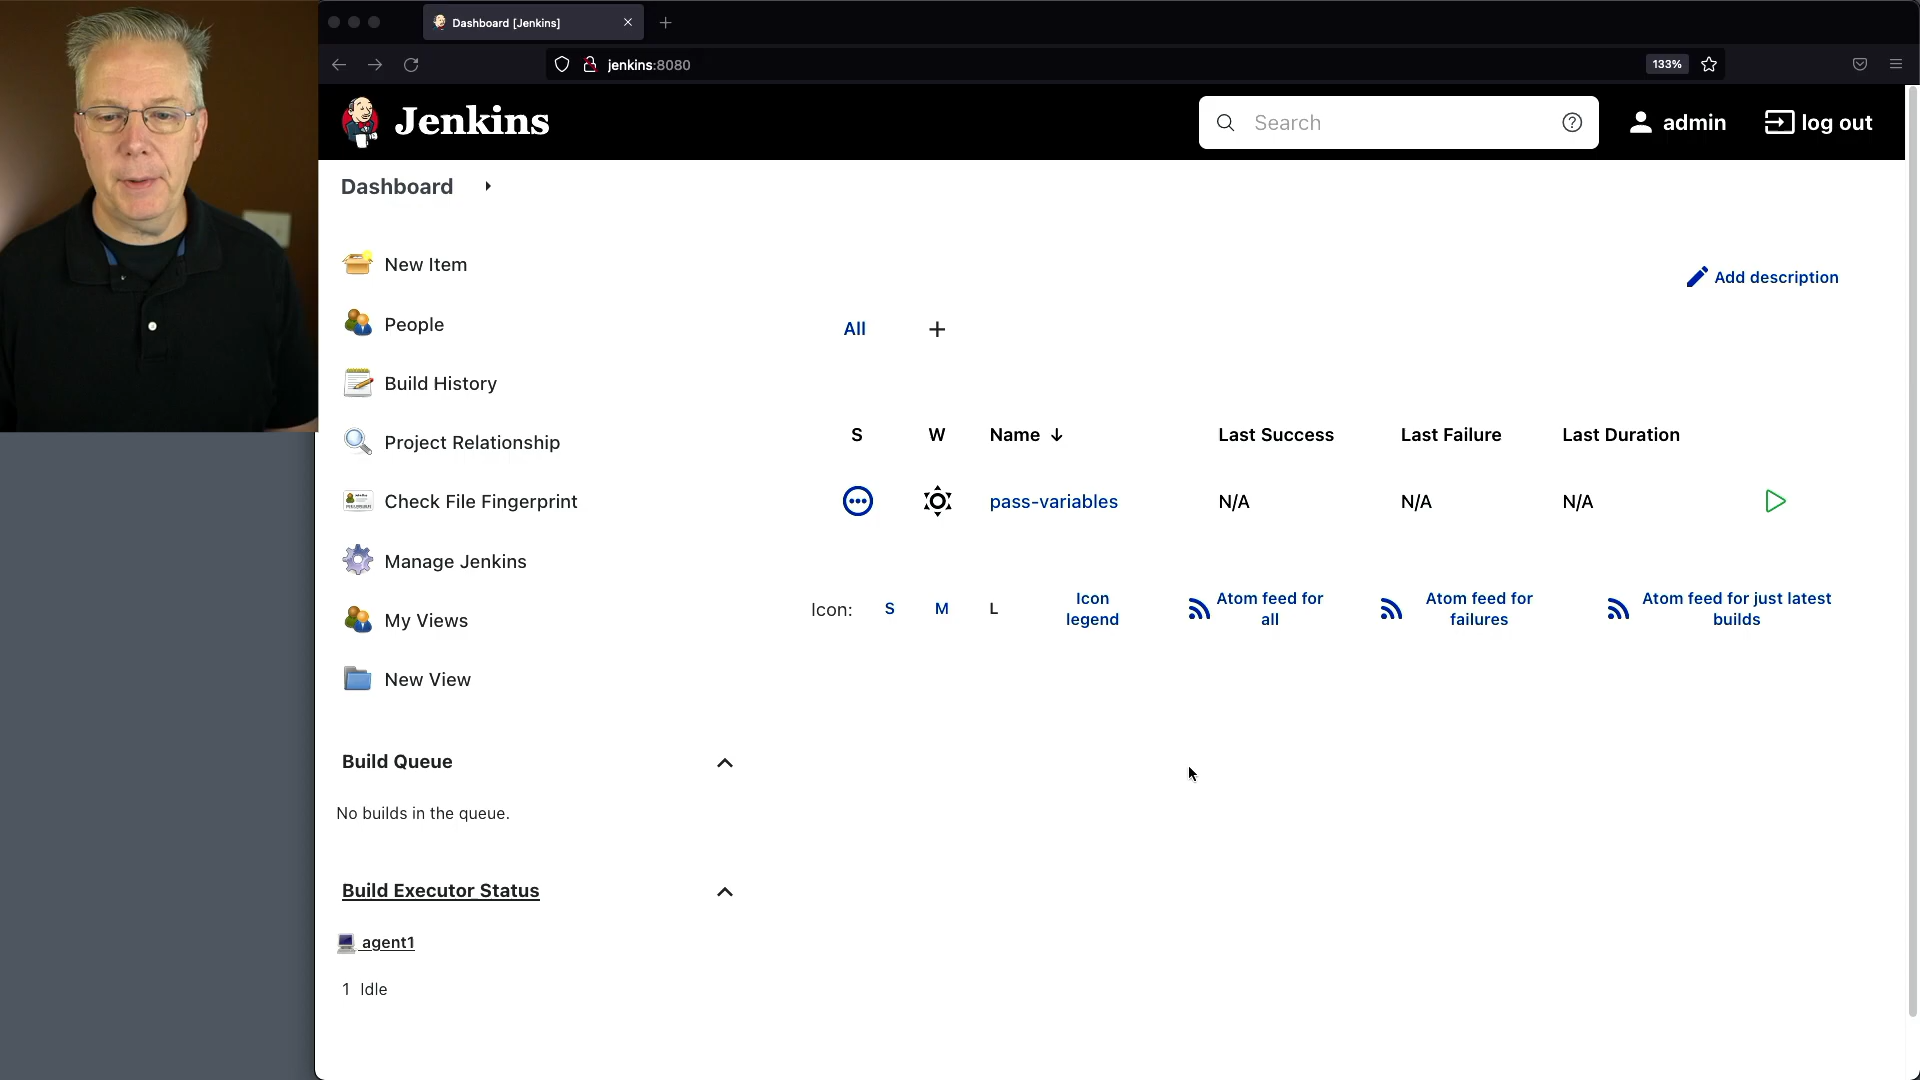 Dashboard [Jenkins]
jenkins:8080
133%
Jenkins
Search
admin
log out
Dashboard
New Item
People
Build History
Project Relationship
Check File Fingerprint
Manage Jenkins
My Views
New View
Add description
All +
S W Name ↓ Last Success Last Failure Last Duration
pass-variables N/A N/A N/A
Icon: S M L
Icon legend
Atom feed for all
Atom feed for failures
Atom feed for just latest builds
Build Queue
No builds in the queue.
Build Executor Status
agent1
1 Idle